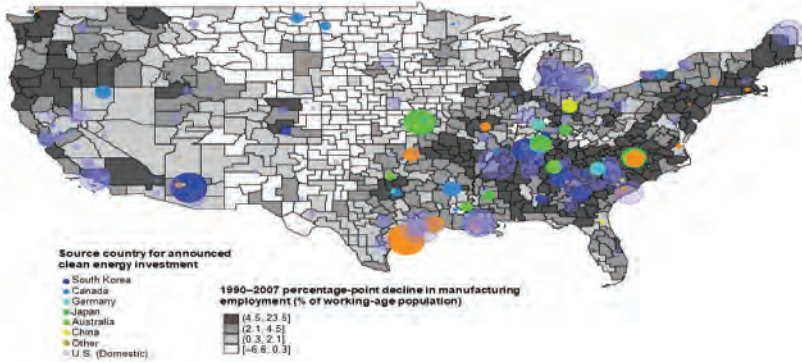 Source country for announced
clean energy investment
South Korea
Canada
Germany
Japan
Australia
China
Other
U.S. (Domestic)
1990–2007 percentage-point decline in manufacturing
employment (% of working-age population)
(4.5, 23.5]
(2.1, 4.5]
(0.3, 2.1]
[–6.6, 0.3]